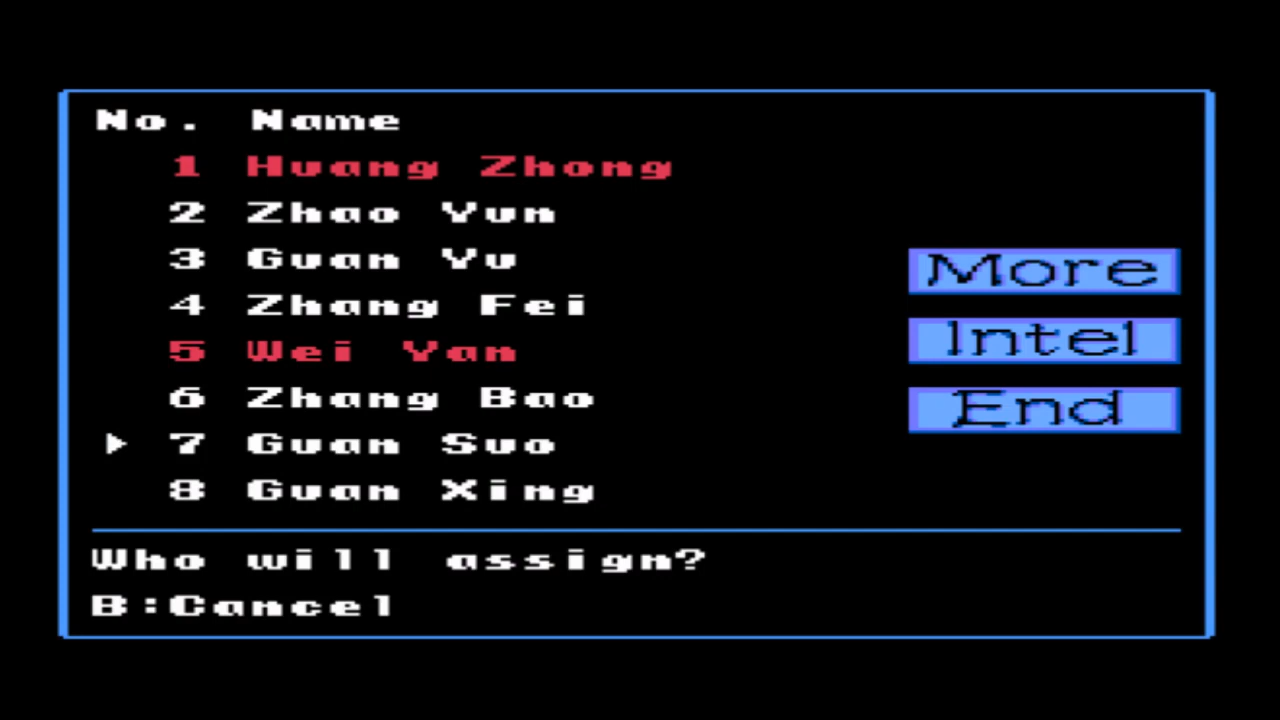 No. Name
1 Huang Zhong
2 Zhao Yun
3 Guan Yu
4 Zhang Fei
5 Wei Yan
6 Zhang Bao
7 Guan Suo
8 Guan Xing
More
Intel
End
Who will assign?
B:Cancel